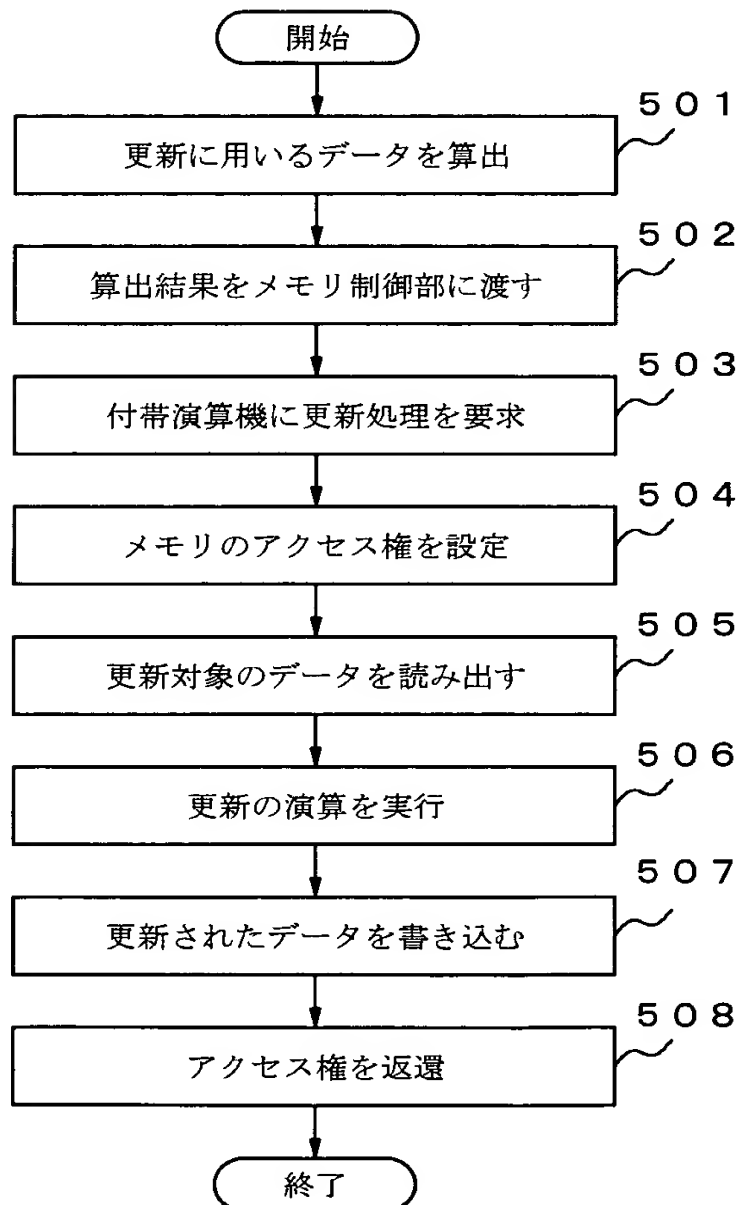 開始
501
更新に用いるデータを算出
502
算出結果をメモリ制御部に渡す
503
付帯演算機に更新処理を要求
504
メモリのアクセス権を設定
505
更新対象のデータを読み出す
506
更新の演算を実行
507
更新されたデータを書き込む
508
アクセス権を返還
終了